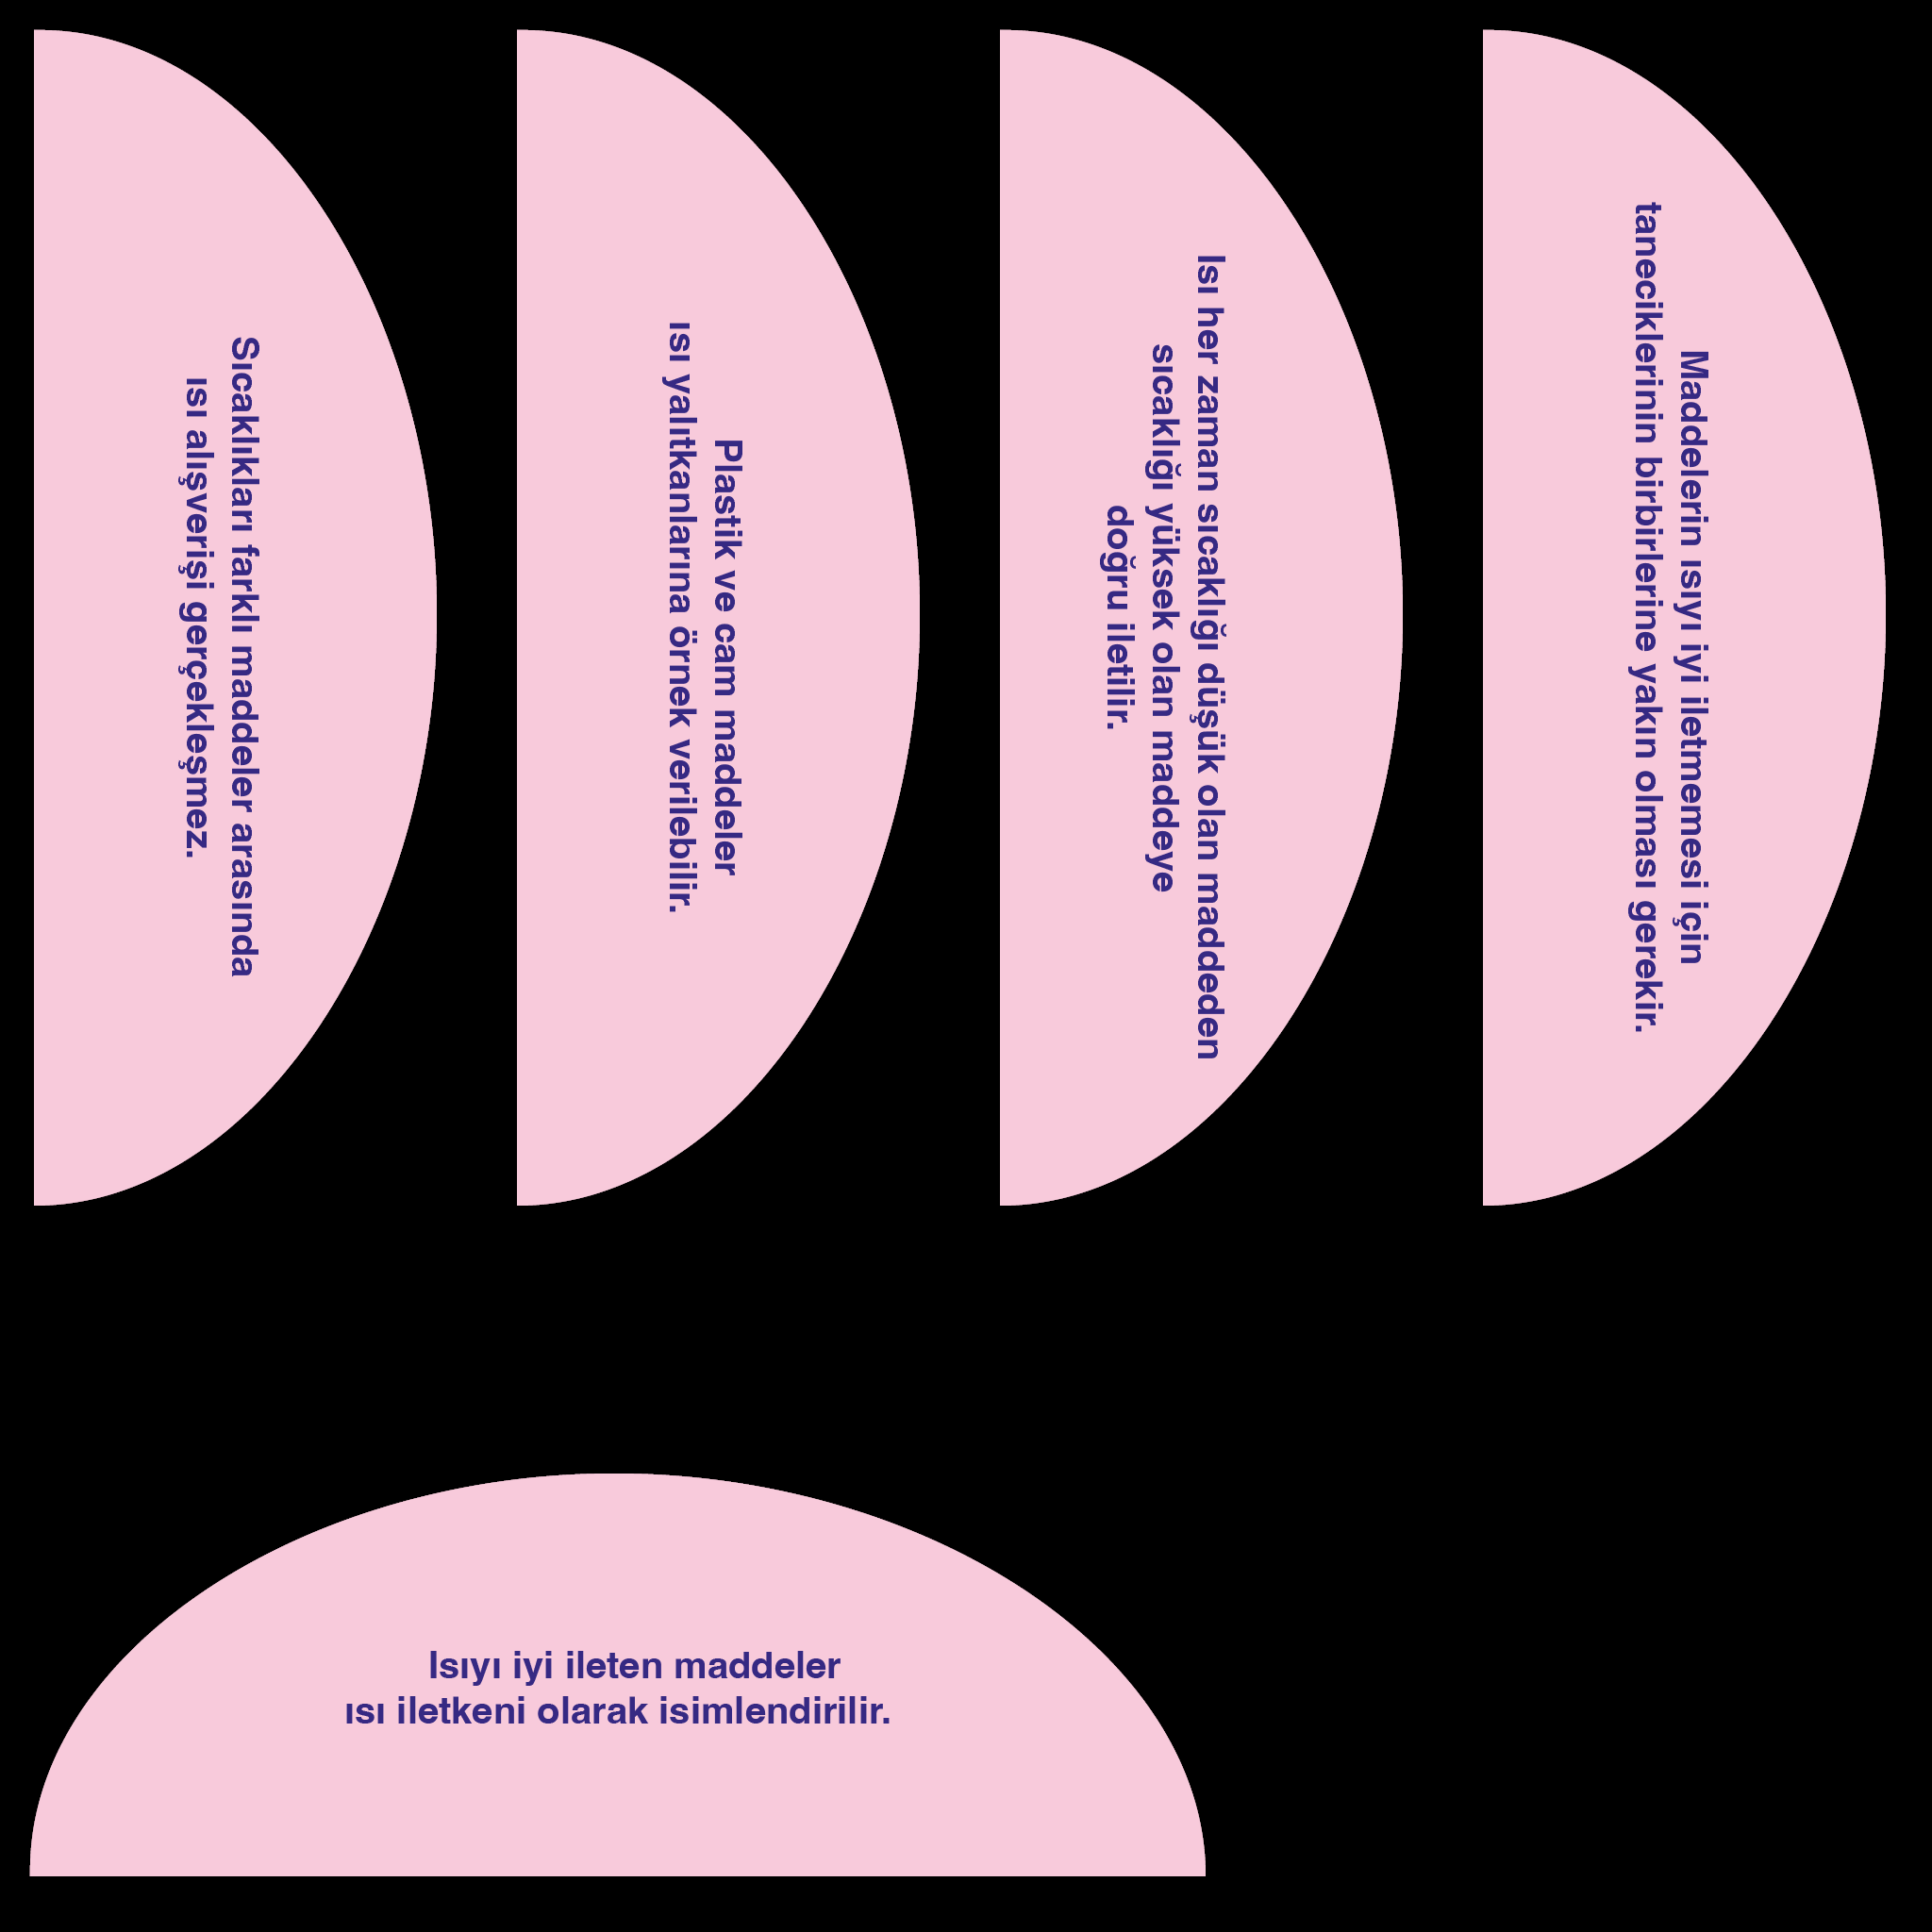 Sıcaklıkları farklı maddeler arasında
ısı alışverişi gerçekleşmez.
Plastik ve cam maddeler
ısı yalıtkanlarına örnek verilebilir.
Isı her zaman sıcaklığı düşük olan maddeden
sıcaklığı yüksek olan maddeye
doğru iletilir.
Maddelerin ısıyı iyi iletmemesi için
taneciklerinin birbirlerine yakın olması gerekir.
Isıyı iyi ileten maddeler
ısı iletkeni olarak isimlendirilir.